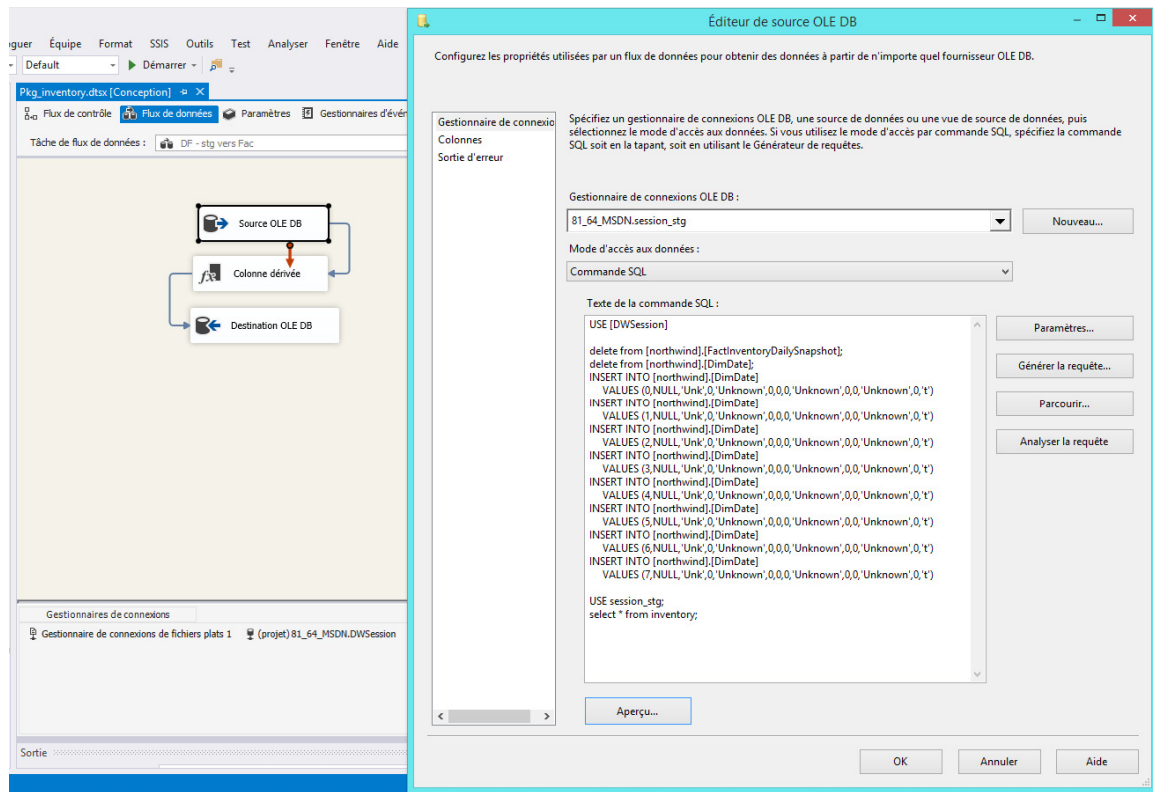 Éditeur de source OLE DB
guer Équipe Format SSIS Outils Test Analyser Fenêtre Aide
Default Démarrer
Pkg_inventory.dtsx [Conception]
Flux de contrôle Flux de données Paramètres Gestionnaires d'évén
Tâche de flux de données : DF - stg vers Fac
Source OLE DB
Colonne dérivée
Destination OLE DB
Gestionnaires de connexions
Gestionnaire de connexions de fichiers plats 1 (projet) 81_64_MSDN.DWSession
Sortie
Configurez les propriétés utilisées par un flux de données pour obtenir des données à partir de n'importe quel fournisseur OLE DB.
Gestionnaire de connexio
Colonnes
Sortie d'erreur
Spécifiez un gestionnaire de connexions OLE DB, une source de données ou une vue de source de données, puis
sélectionnez le mode d'accès aux données. Si vous utilisez le mode d'accès par commande SQL, spécifiez la commande
SQL soit en la tapant, soit en utilisant le Générateur de requêtes.
Gestionnaire de connexions OLE DB :
81_64_MSDN.session_stg
Nouveau...
Mode d'accès aux données :
Commande SQL
Texte de la commande SQL :
USE [DWSession]
delete from [northwind].[FactInventoryDailySnapshot];
delete from [northwind].[DimDate];
INSERT INTO [northwind].[DimDate]
VALUES (0,NULL,'Unk',0,'Unknown',0,0,0,'Unknown',0,0,'Unknown',0,'t')
INSERT INTO [northwind].[DimDate]
VALUES (1,NULL,'Unk',0,'Unknown',0,0,0,'Unknown',0,0,'Unknown',0,'t')
INSERT INTO [northwind].[DimDate]
VALUES (2,NULL,'Unk',0,'Unknown',0,0,0,'Unknown',0,0,'Unknown',0,'t')
INSERT INTO [northwind].[DimDate]
VALUES (3,NULL,'Unk',0,'Unknown',0,0,0,'Unknown',0,0,'Unknown',0,'t')
INSERT INTO [northwind].[DimDate]
VALUES (4,NULL,'Unk',0,'Unknown',0,0,0,'Unknown',0,0,'Unknown',0,'t')
INSERT INTO [northwind].[DimDate]
VALUES (5,NULL,'Unk',0,'Unknown',0,0,0,'Unknown',0,0,'Unknown',0,'t')
INSERT INTO [northwind].[DimDate]
VALUES (6,NULL,'Unk',0,'Unknown',0,0,0,'Unknown',0,0,'Unknown',0,'t')
INSERT INTO [northwind].[DimDate]
VALUES (7,NULL,'Unk',0,'Unknown',0,0,0,'Unknown',0,0,'Unknown',0,'t')
USE session_stg;
select * from inventory;
Paramètres...
Générer la requête...
Parcourir...
Analyser la requête
Aperçu...
OK Annuler Aide